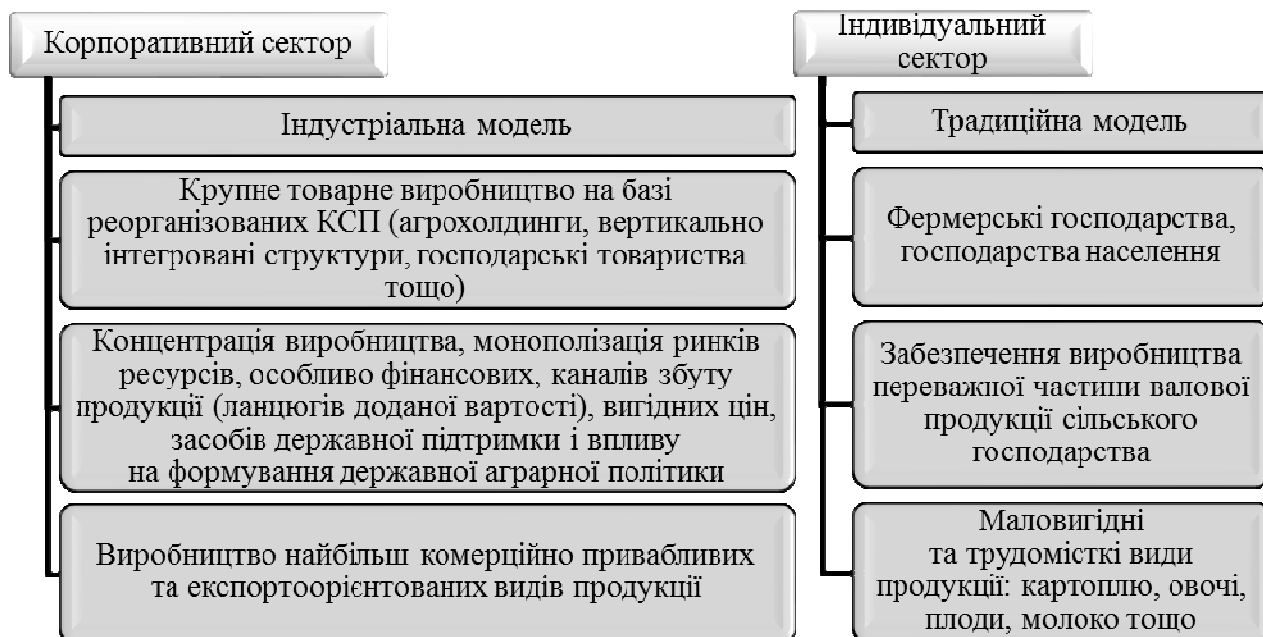 Корпоративний сектор
Індустріальна модель
Крупне товарне виробництво на базі
реорганізованих КСП (агрохолдинги, вертикально
інтегровані структури, господарські товариства
тощо)
Концентрація виробництва, монополізація ринків
ресурсів, особливо фінансових, каналів збуту
продукції (ланцюгів доданої вартості), вигідних цін,
засобів державної підтримки і впливу
на формування державної аграрної політики
Виробництво найбільш комерційно привабливих
та експортоорієнтованих видів продукції
Індивідуальний
сектор
Традиційна модель
Фермерські господарства,
господарства населення
Забезпечення виробництва
переважної частини валової
продукції сільського
господарства
Маловигідні
та трудомісткі види
продукції: картоплю, овочі,
плоди, молоко тощо